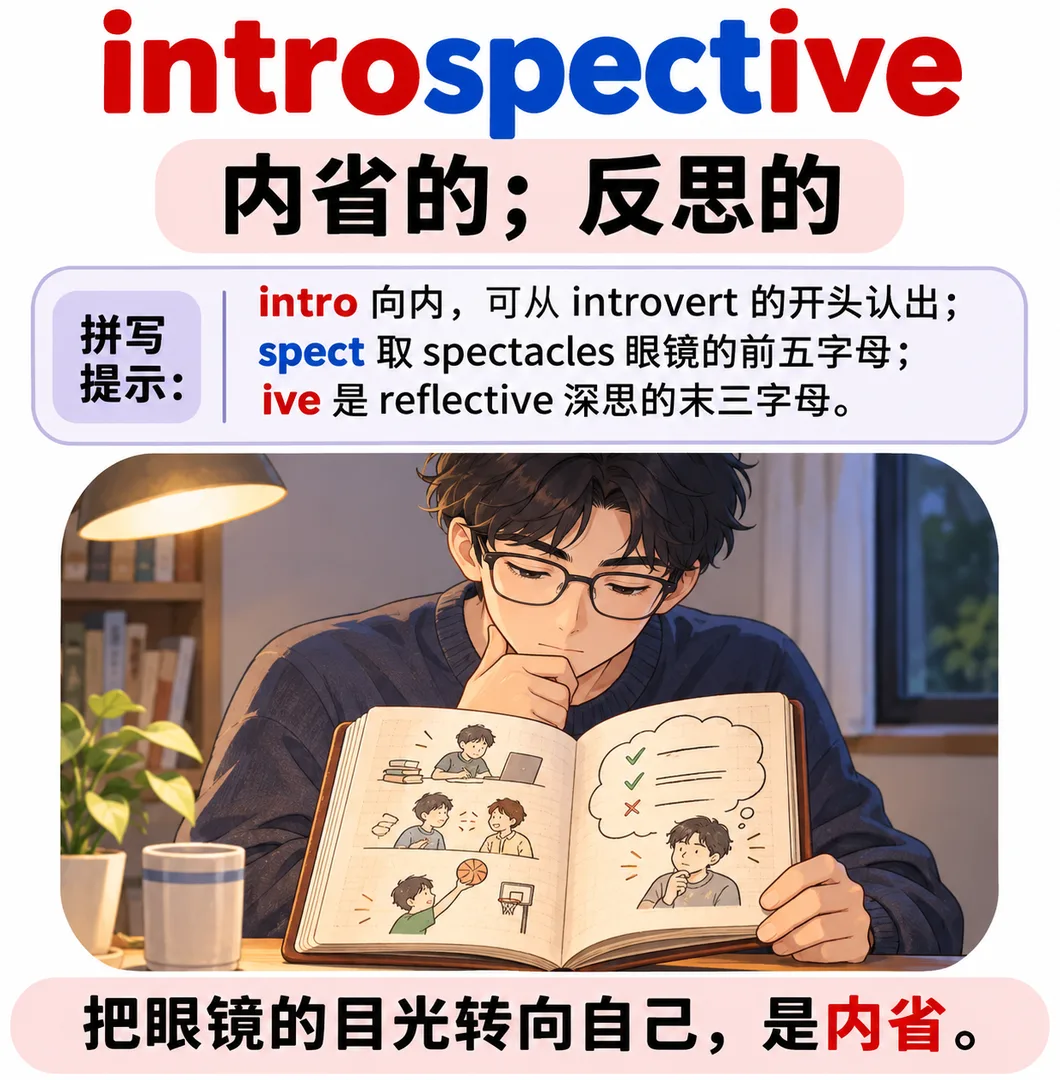 introspective
内省的；反思的
拼写
提示：
intro 向内，可从 introvert 的开头认出；
spect 取 spectacles 眼镜的前五字母；
ive 是 reflective 深思的末三字母。
把眼镜的目光转向自己，是内省。